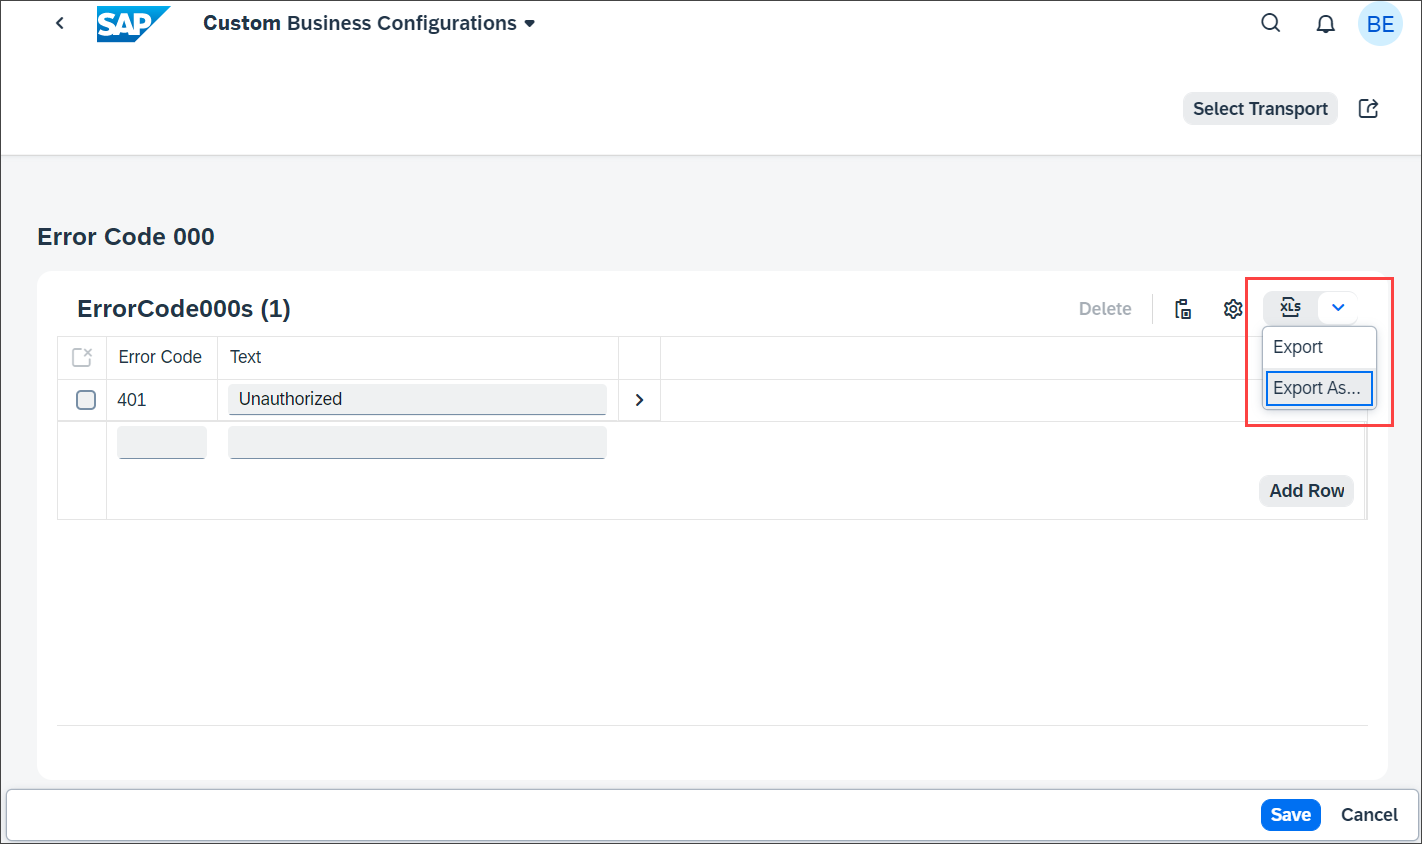 SAP Custom Business Configurations BE
Select Transport
Error Code 000
ErrorCode000s (1) Delete XLS
Export
Export As...
Error Code Text
401 Unauthorized
Add Row
Save Cancel